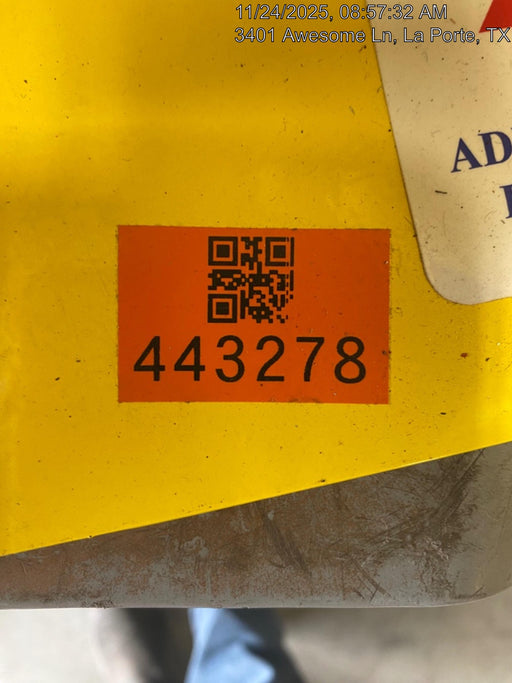 11/24/2025, 08:57:32 AM
3401 Awesome Ln, La Porte, TX
AD
443278